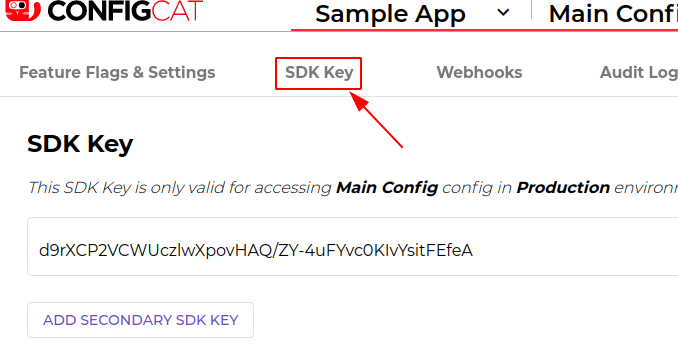 CONFIGCAT
Sample App
Main Confi
Feature Flags & Settings
SDK Key
Webhooks
Audit Log
SDK Key
This SDK Key is only valid for accessing Main Config config in Production environm
d9rXCP2VCWUczlwXpovHAQ/ZY-4uFYvc0KIvYsitFEfeA
ADD SECONDARY SDK KEY